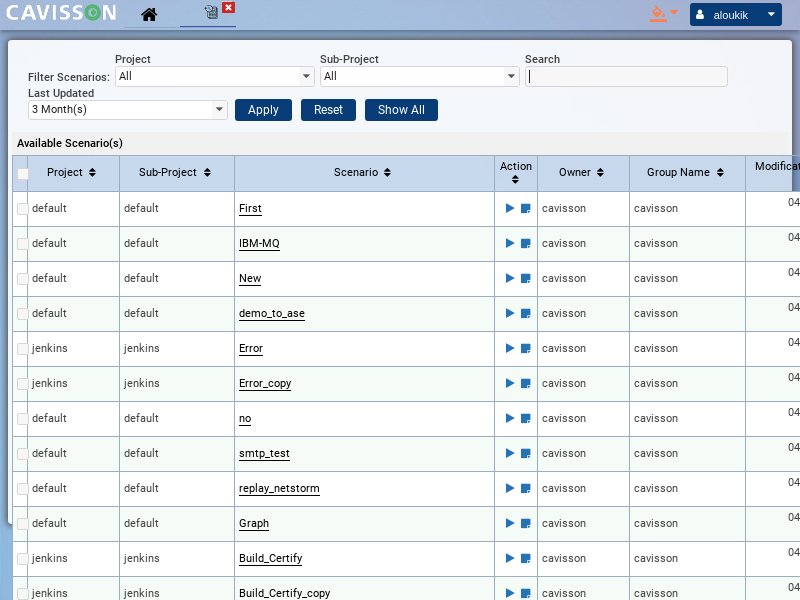 CAVISSON
aloukik
Project
Sub-Project
Search
Filter Scenarios:
All
All
Last Updated
3 Month(s)
Apply
Reset
Show All
Available Scenario(s)
Project
Sub-Project
Scenario
Action
Owner
Group Name
Modificat
default default First cavisson cavisson 04
default default IBM-MQ cavisson cavisson 04
default default New cavisson cavisson 04
default default demo_to_ase cavisson cavisson 04
jenkins jenkins Error cavisson cavisson 04
jenkins jenkins Error_copy cavisson cavisson 04
default default no cavisson cavisson 04
default default smtp_test cavisson cavisson 04
default default replay_netstorm cavisson cavisson 04
default default Graph cavisson cavisson 04
jenkins jenkins Build_Certify cavisson cavisson 04
jenkins jenkins Build_Certify_copy cavisson cavisson 04